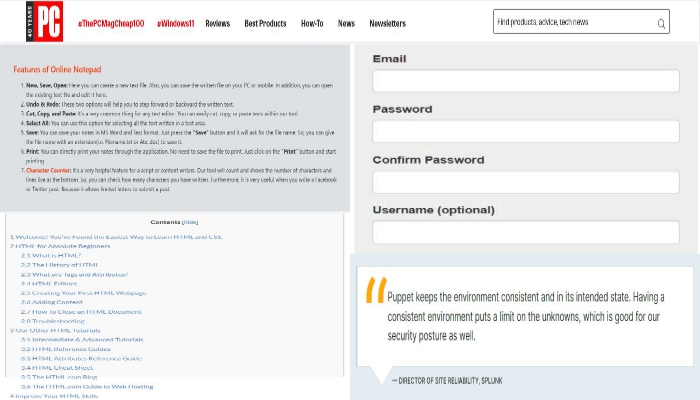 40 YEARS
PC
#ThePCMagCheap100 #Windows11 Reviews Best Products How-To News Newsletters
Find products, advice, tech news
Features of Online Notepad
1. New, Save, Open: Here you can create a new text file. Also, you can save the written file on your PC or mobile. In addition, you can open
the existing text file and edit it here.
2. Undo & Redo: These two options will help you to step forward or backward the written text.
3. Cut, Copy, and Paste: It's a very common thing for any text editor. You can easily cut, copy, or paste texts within our tool.
4. Select All: You can use this option for selecting all the text written in a text area.
5. Save: You can save your notes in MS Word and Text format. Just press the "Save" button and it will ask for the file name. So, you can give
the file name with an extension(i.e. Filename.txt or Abc.doc) to save it.
6. Print: You can directly print your notes through the application. No need to save the file to print. Just click on the "Print" button and start
printing.
7. Character Counter: It's a very helpful feature for a script or content writers. Our tool will count and shows the number of characters and
lines live at the bottom. So, you can check how many characters you have written. Furthermore, it is very useful when you write a Facebook
or Twitter post. Because it allows limited letters to submit a post.
Contents [hide]
1 Welcome! You've Found the Easiest Way to Learn HTML and CSS.
2 HTML for Absolute Beginners
2.1 What is HTML?
2.2 The History of HTML
2.3 What are Tags and Attributes?
2.4 HTML Editors
2.5 Creating Your First HTML Webpage
2.6 Adding Content
2.7 How To Close an HTML Document
2.8 Troubleshooting
3 Our Other HTML Tutorials
3.1 Intermediate & Advanced Tutorials
3.2 HTML Reference Guides
3.3 HTML Attributes Reference Guide
3.4 HTML Cheat Sheet
3.5 The HTML.com Blog
3.6 The HTML.com Guide to Web Hosting
4 Improve Your HTML Skills
Email
Password
Confirm Password
Username (optional)
“ Puppet keeps the environment consistent and in its intended state. Having a
consistent environment puts a limit on the unknowns, which is good for our
security posture as well.
— DIRECTOR OF SITE RELIABILITY, SPLUNK